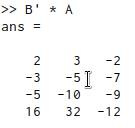 >> B' * A
ans =
2 3 -2
-3 -5 -7
-5 -10 -9
16 32 -12